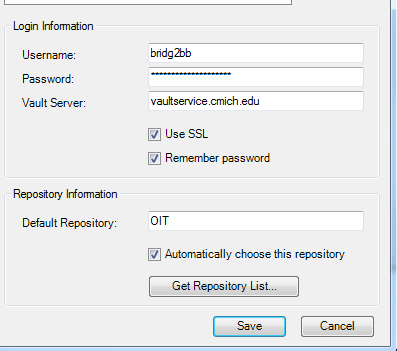 Login Information
Username: bridg2bb
Password: ********************
Vault Server: vaultservice.cmich.edu
Use SSL
Remember password
Repository Information
Default Repository: OIT
Automatically choose this repository
Get Repository List...
Save Cancel